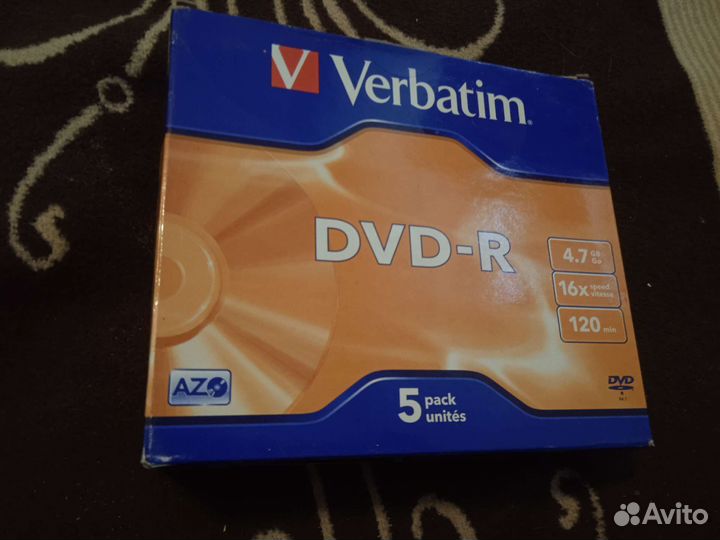 Verbatim®
DVD-R
4.7 GB Go
16x speed vitesse
120 min
AZO
5 pack unités
DVD
R
Avito